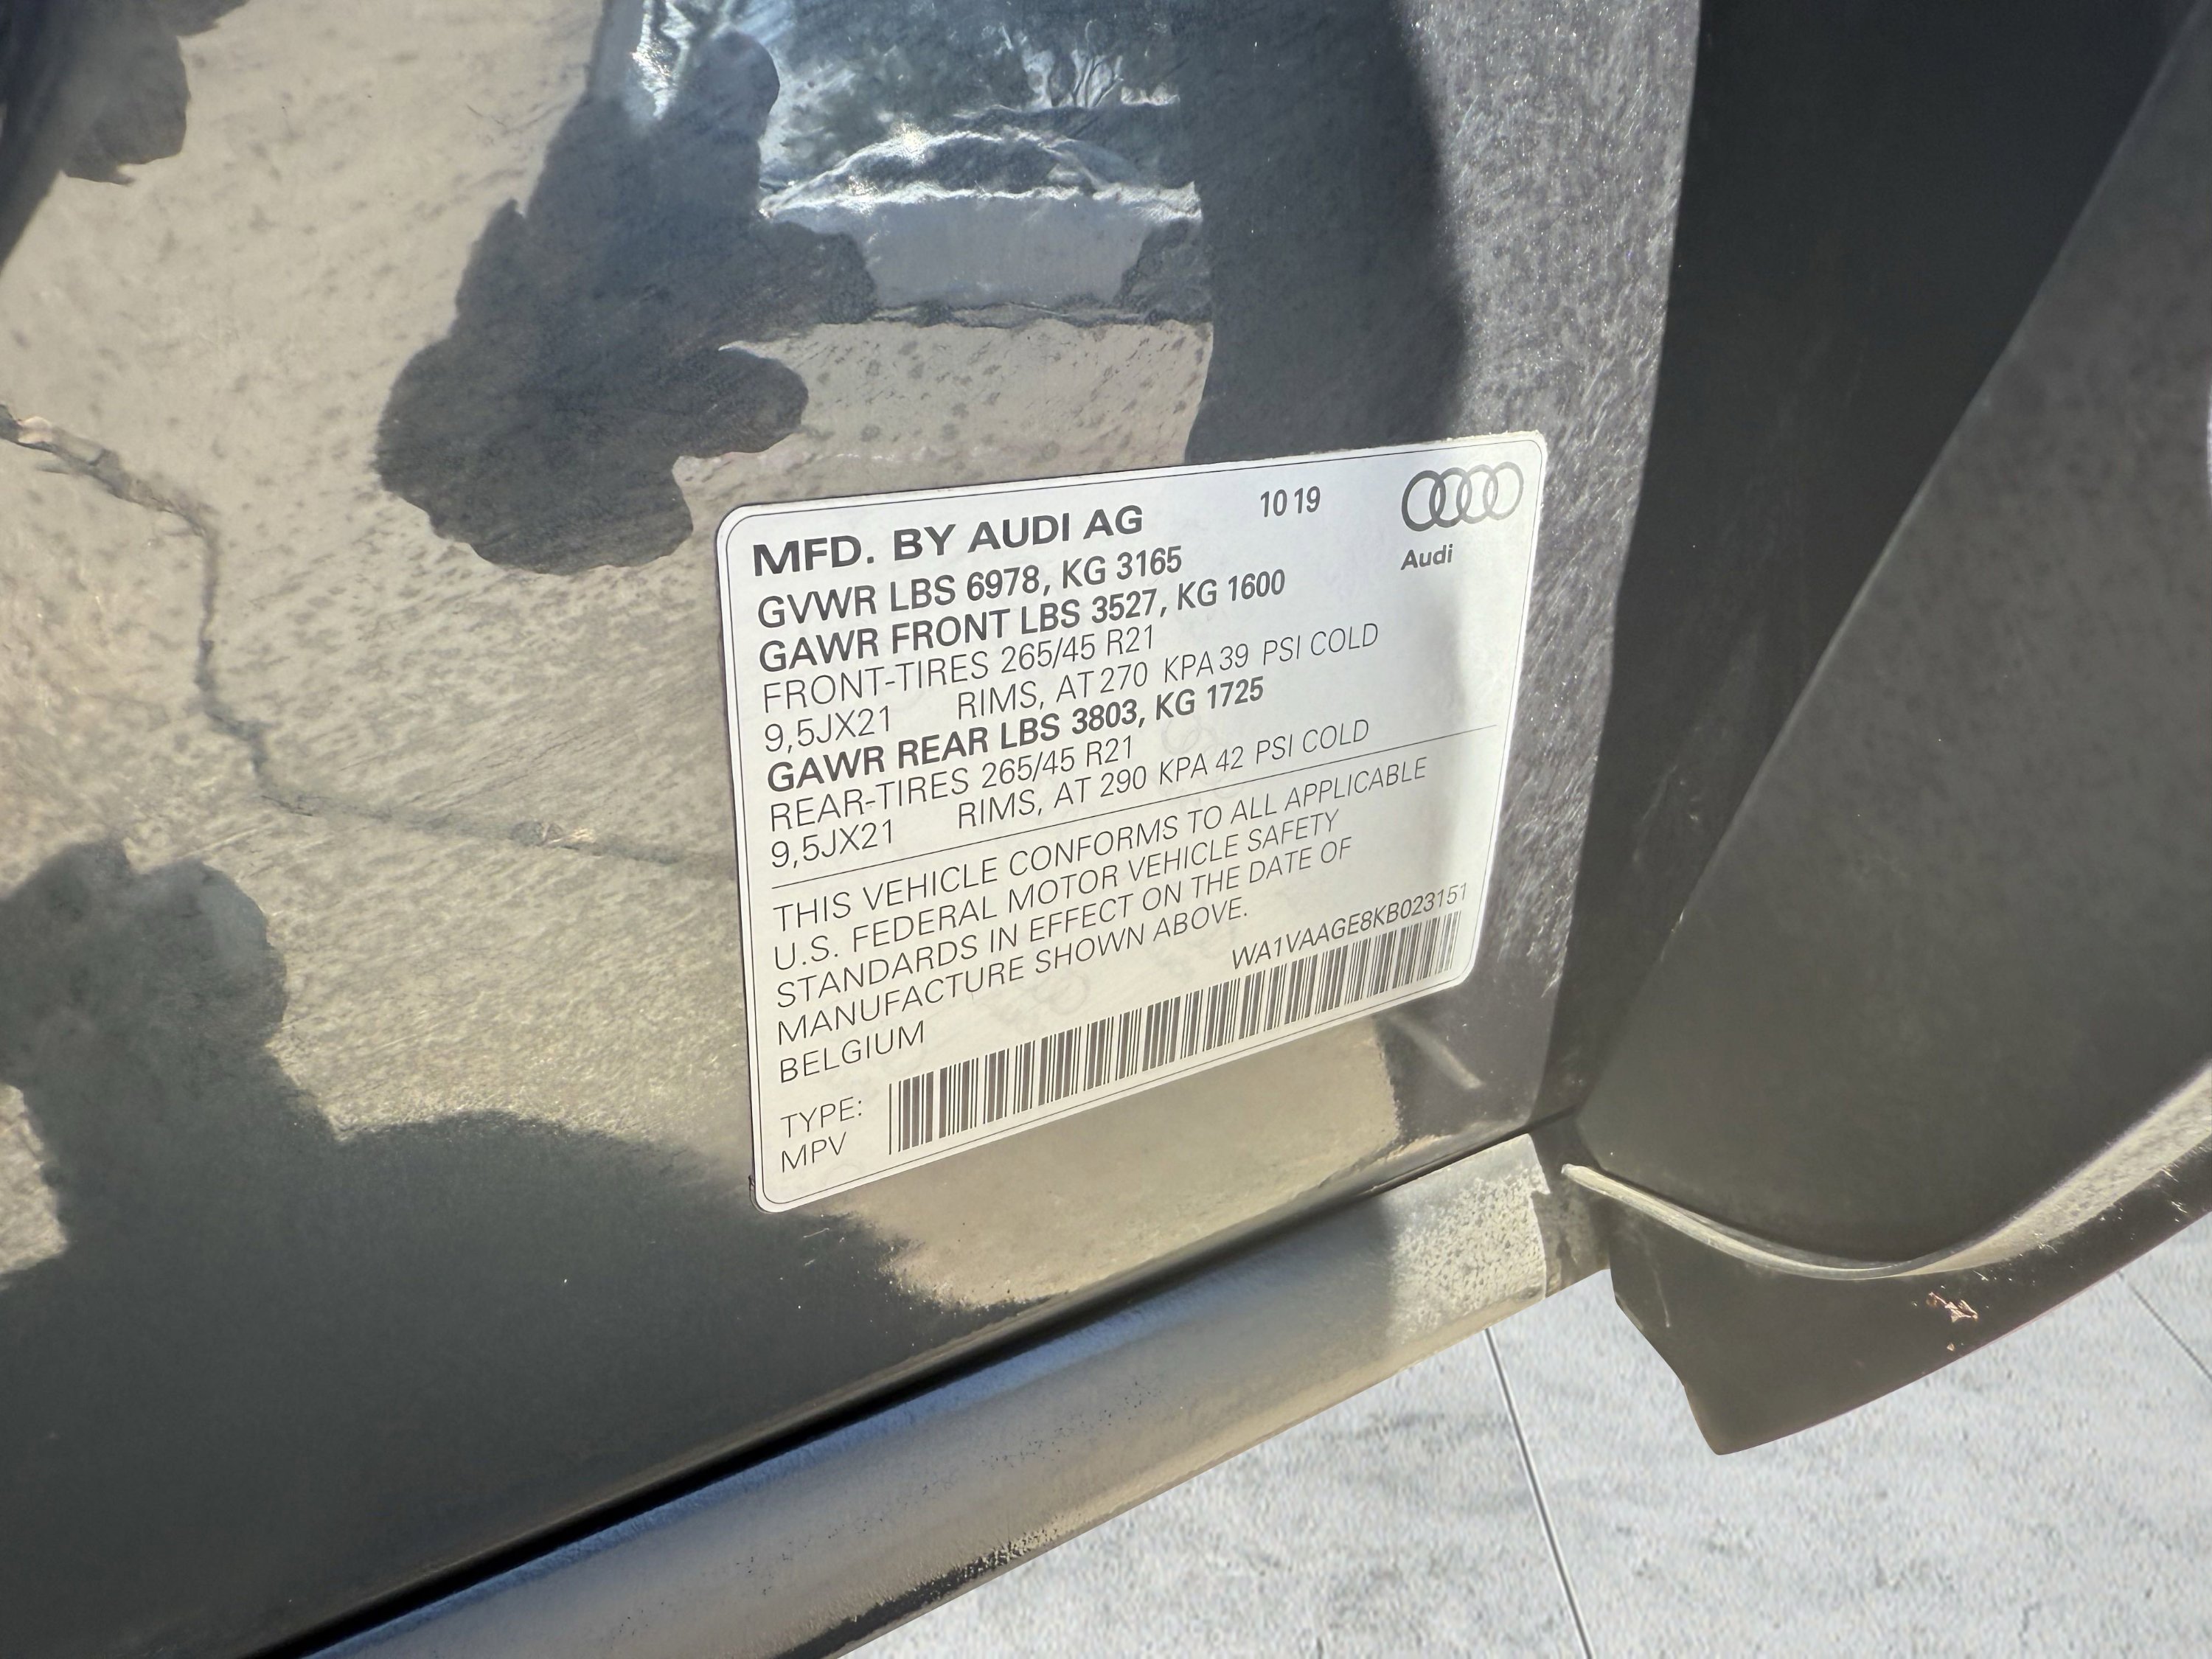 MFD. BY AUDI AG 10 19
Audi
GVWR LBS 6978, KG 3165
GAWR FRONT LBS 3527, KG 1600
FRONT-TIRES 265/45 R21
9,5JX21 RIMS, AT 270 KPA 39 PSI COLD
GAWR REAR LBS 3803, KG 1725
REAR-TIRES 265/45 R21
9,5JX21 RIMS, AT 290 KPA 42 PSI COLD
THIS VEHICLE CONFORMS TO ALL APPLICABLE
U.S. FEDERAL MOTOR VEHICLE SAFETY
STANDARDS IN EFFECT ON THE DATE OF
MANUFACTURE SHOWN ABOVE.
BELGIUM WA1VAAGE8KB023151
TYPE:
MPV